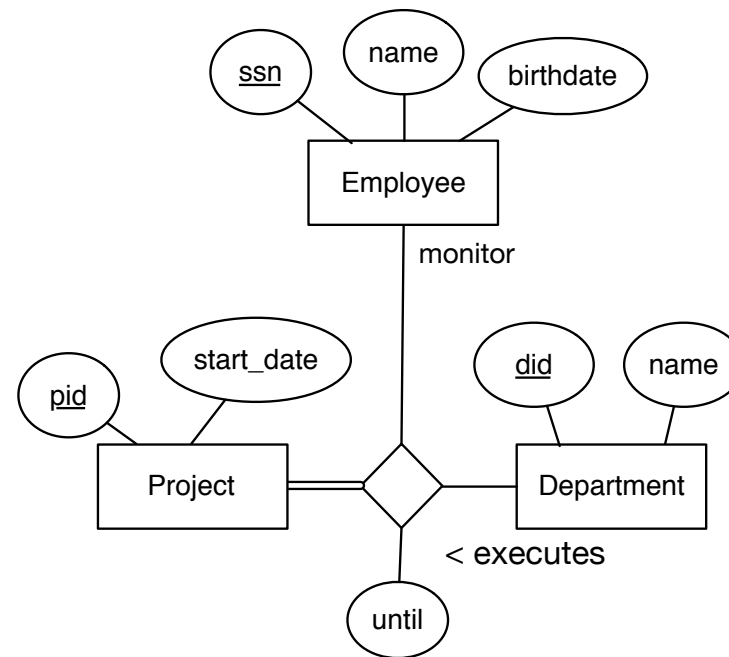 name
ssn
birthdate
Employee
monitor
start_date
did
name
pid
Project
Department
< executes
until